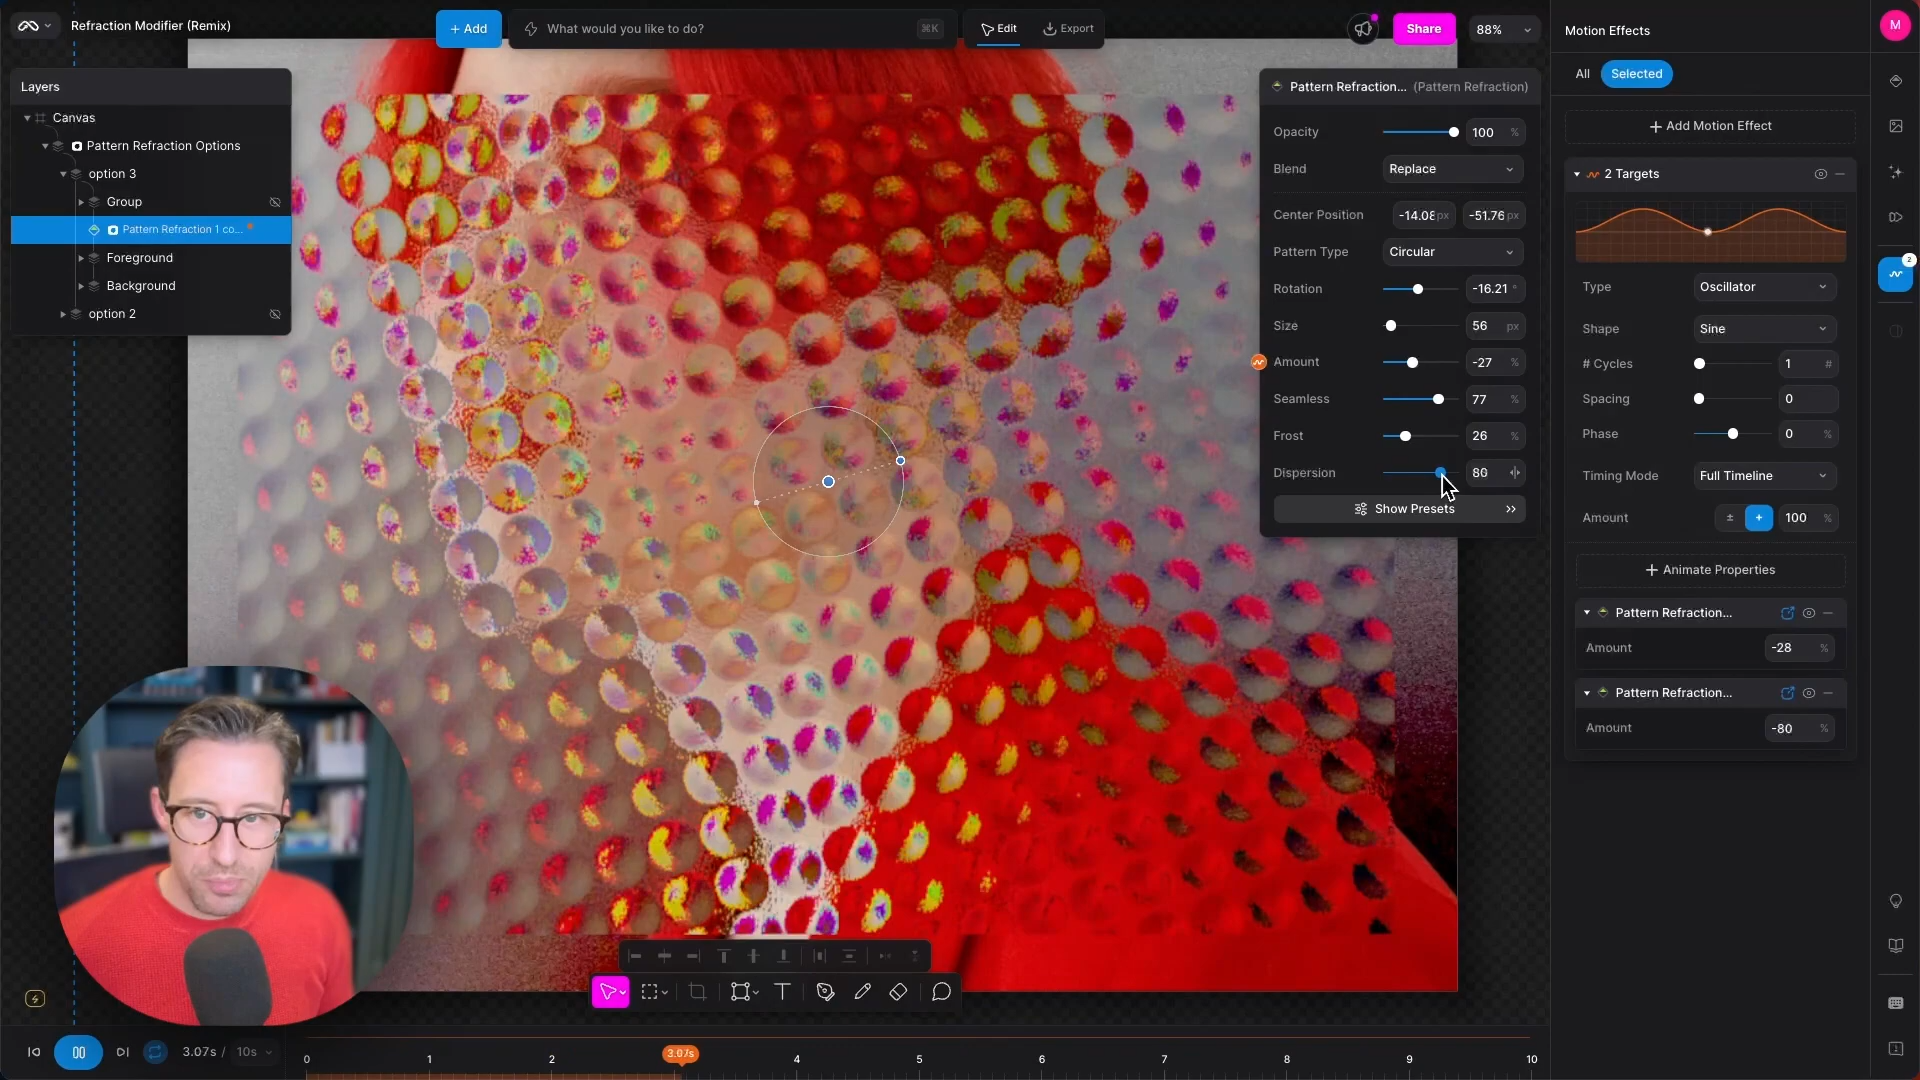 Refraction Modifier (Remix)
+ Add
What would you like to do?
⌘K
Edit
Export
Share
88%
Motion Effects
M
Layers
Canvas
Pattern Refraction Options
option 3
Group
Pattern Refraction 1 co...
Foreground
Background
option 2
Pattern Refraction... (Pattern Refraction)
Opacity 100 %
Blend Replace
Center Position -14.08 px -51.76 px
Pattern Type Circular
Rotation -16.21 °
Size 56 px
Amount -27 %
Seamless 77 %
Frost 26 %
Dispersion 80
Show Presets
All Selected
+ Add Motion Effect
2 Targets
2
Type Oscillator
Shape Sine
# Cycles 1 #
Spacing 0
Phase 0 %
Timing Mode Full Timeline
Amount ± + 100 %
+ Animate Properties
Pattern Refraction...
Amount -28 %
Pattern Refraction...
Amount -80 %
3.07s / 10s
3.07s
0 1 2 4 5 6 7 8 9 10
1